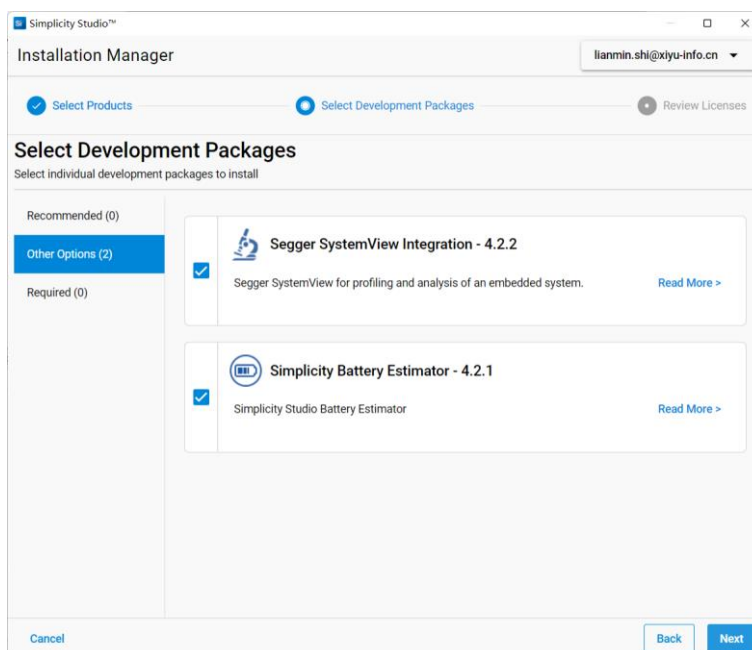 Simplicity Studio™
Installation Manager
lianmin.shi@xiyu-info.cn
Select Products
Select Development Packages
Review Licenses
Select Development Packages
Select individual development packages to install
Recommended (0)
Other Options (2)
Required (0)
Segger SystemView Integration - 4.2.2
Segger SystemView for profiling and analysis of an embedded system.
Read More >
Simplicity Battery Estimator - 4.2.1
Simplicity Studio Battery Estimator
Read More >
Cancel
Back
Next